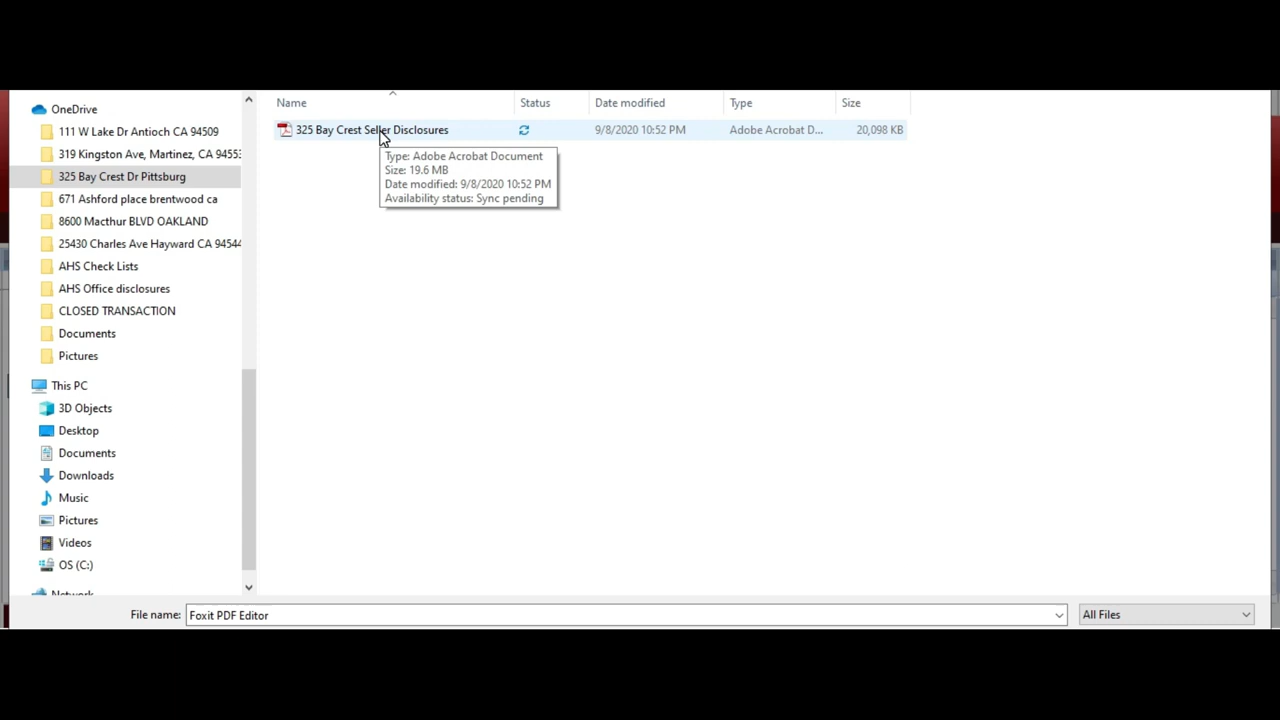 Name Status Date modified Type Size
325 Bay Crest Seller Disclosures 9/8/2020 10:52 PM Adobe Acrobat D... 20,098 KB
Type: Adobe Acrobat Document
Size: 19.6 MB
Date modified: 9/8/2020 10:52 PM
Availability status: Sync pending
OneDrive
111 W Lake Dr Antioch CA 94509
319 Kingston Ave, Martinez, CA 94553
325 Bay Crest Dr Pittsburg
671 Ashford place brentwood ca
8600 Macthur BLVD OAKLAND
25430 Charles Ave Hayward CA 94544
AHS Check Lists
AHS Office disclosures
CLOSED TRANSACTION
Documents
Pictures
This PC
3D Objects
Desktop
Documents
Downloads
Music
Pictures
Videos
OS (C:)
Network
File name: Foxit PDF Editor All Files